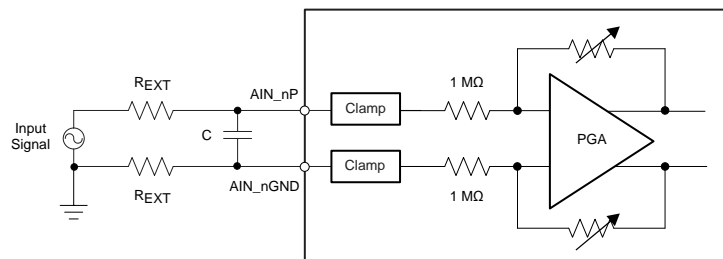 REXT
AIN_nP
1 MΩ
Clamp
Input
Signal
C
PGA
Clamp
REXT
AIN_nGND
1 MΩ